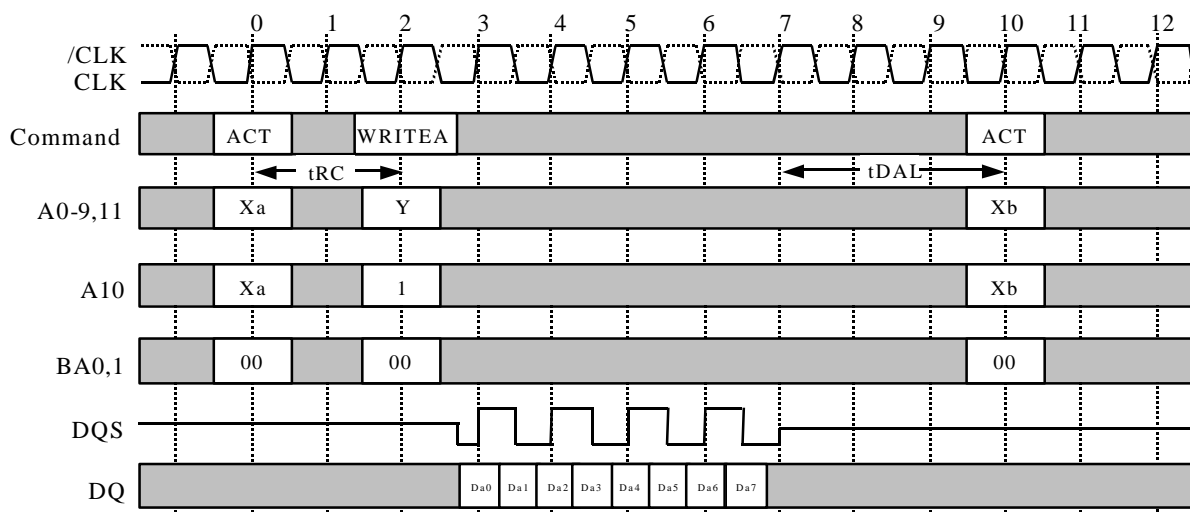 0 1 2 3 4 5 6 7 8 9 10 11 12
/CLK
CLK
Command ACT WRITEA ACT
tRC tDAL
A0-9,11 Xa Y Xb
A10 Xa 1 Xb
BA0,1 00 00 00
DQS
DQ Da0 Da1 Da2 Da3 Da4 Da5 Da6 Da7